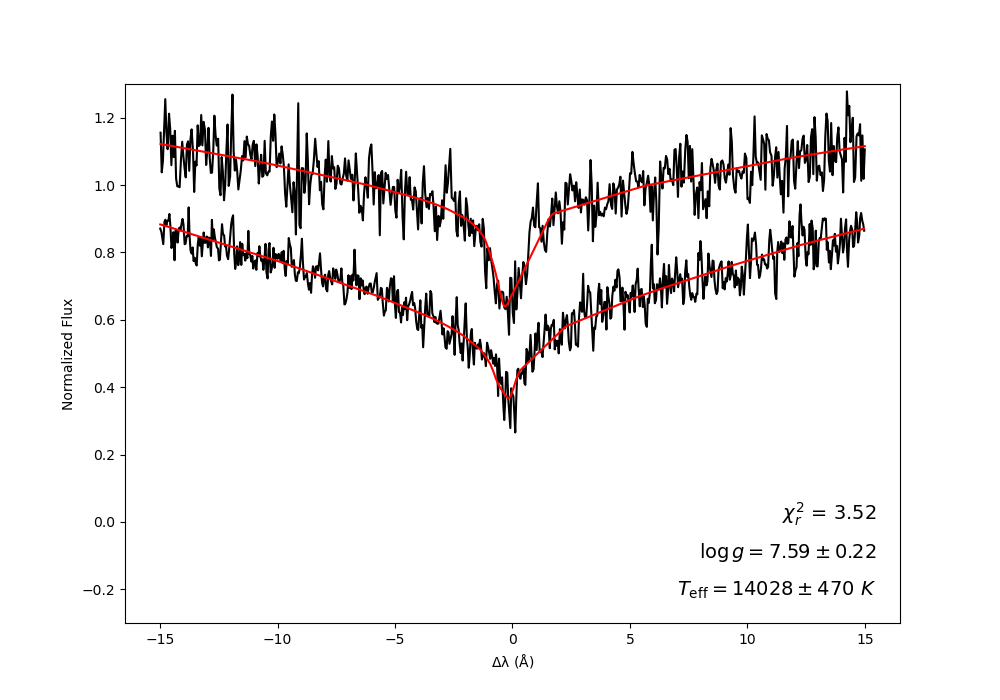 1.2
1.0
0.8
0.6
0.4
0.2
0.0
−0.2
Normalized Flux
χ²ᵣ = 3.52
log g = 7.59 ± 0.22
T_eff = 14028 ± 470 K
−15 −10 −5 0 5 10 15
Δλ (Å)